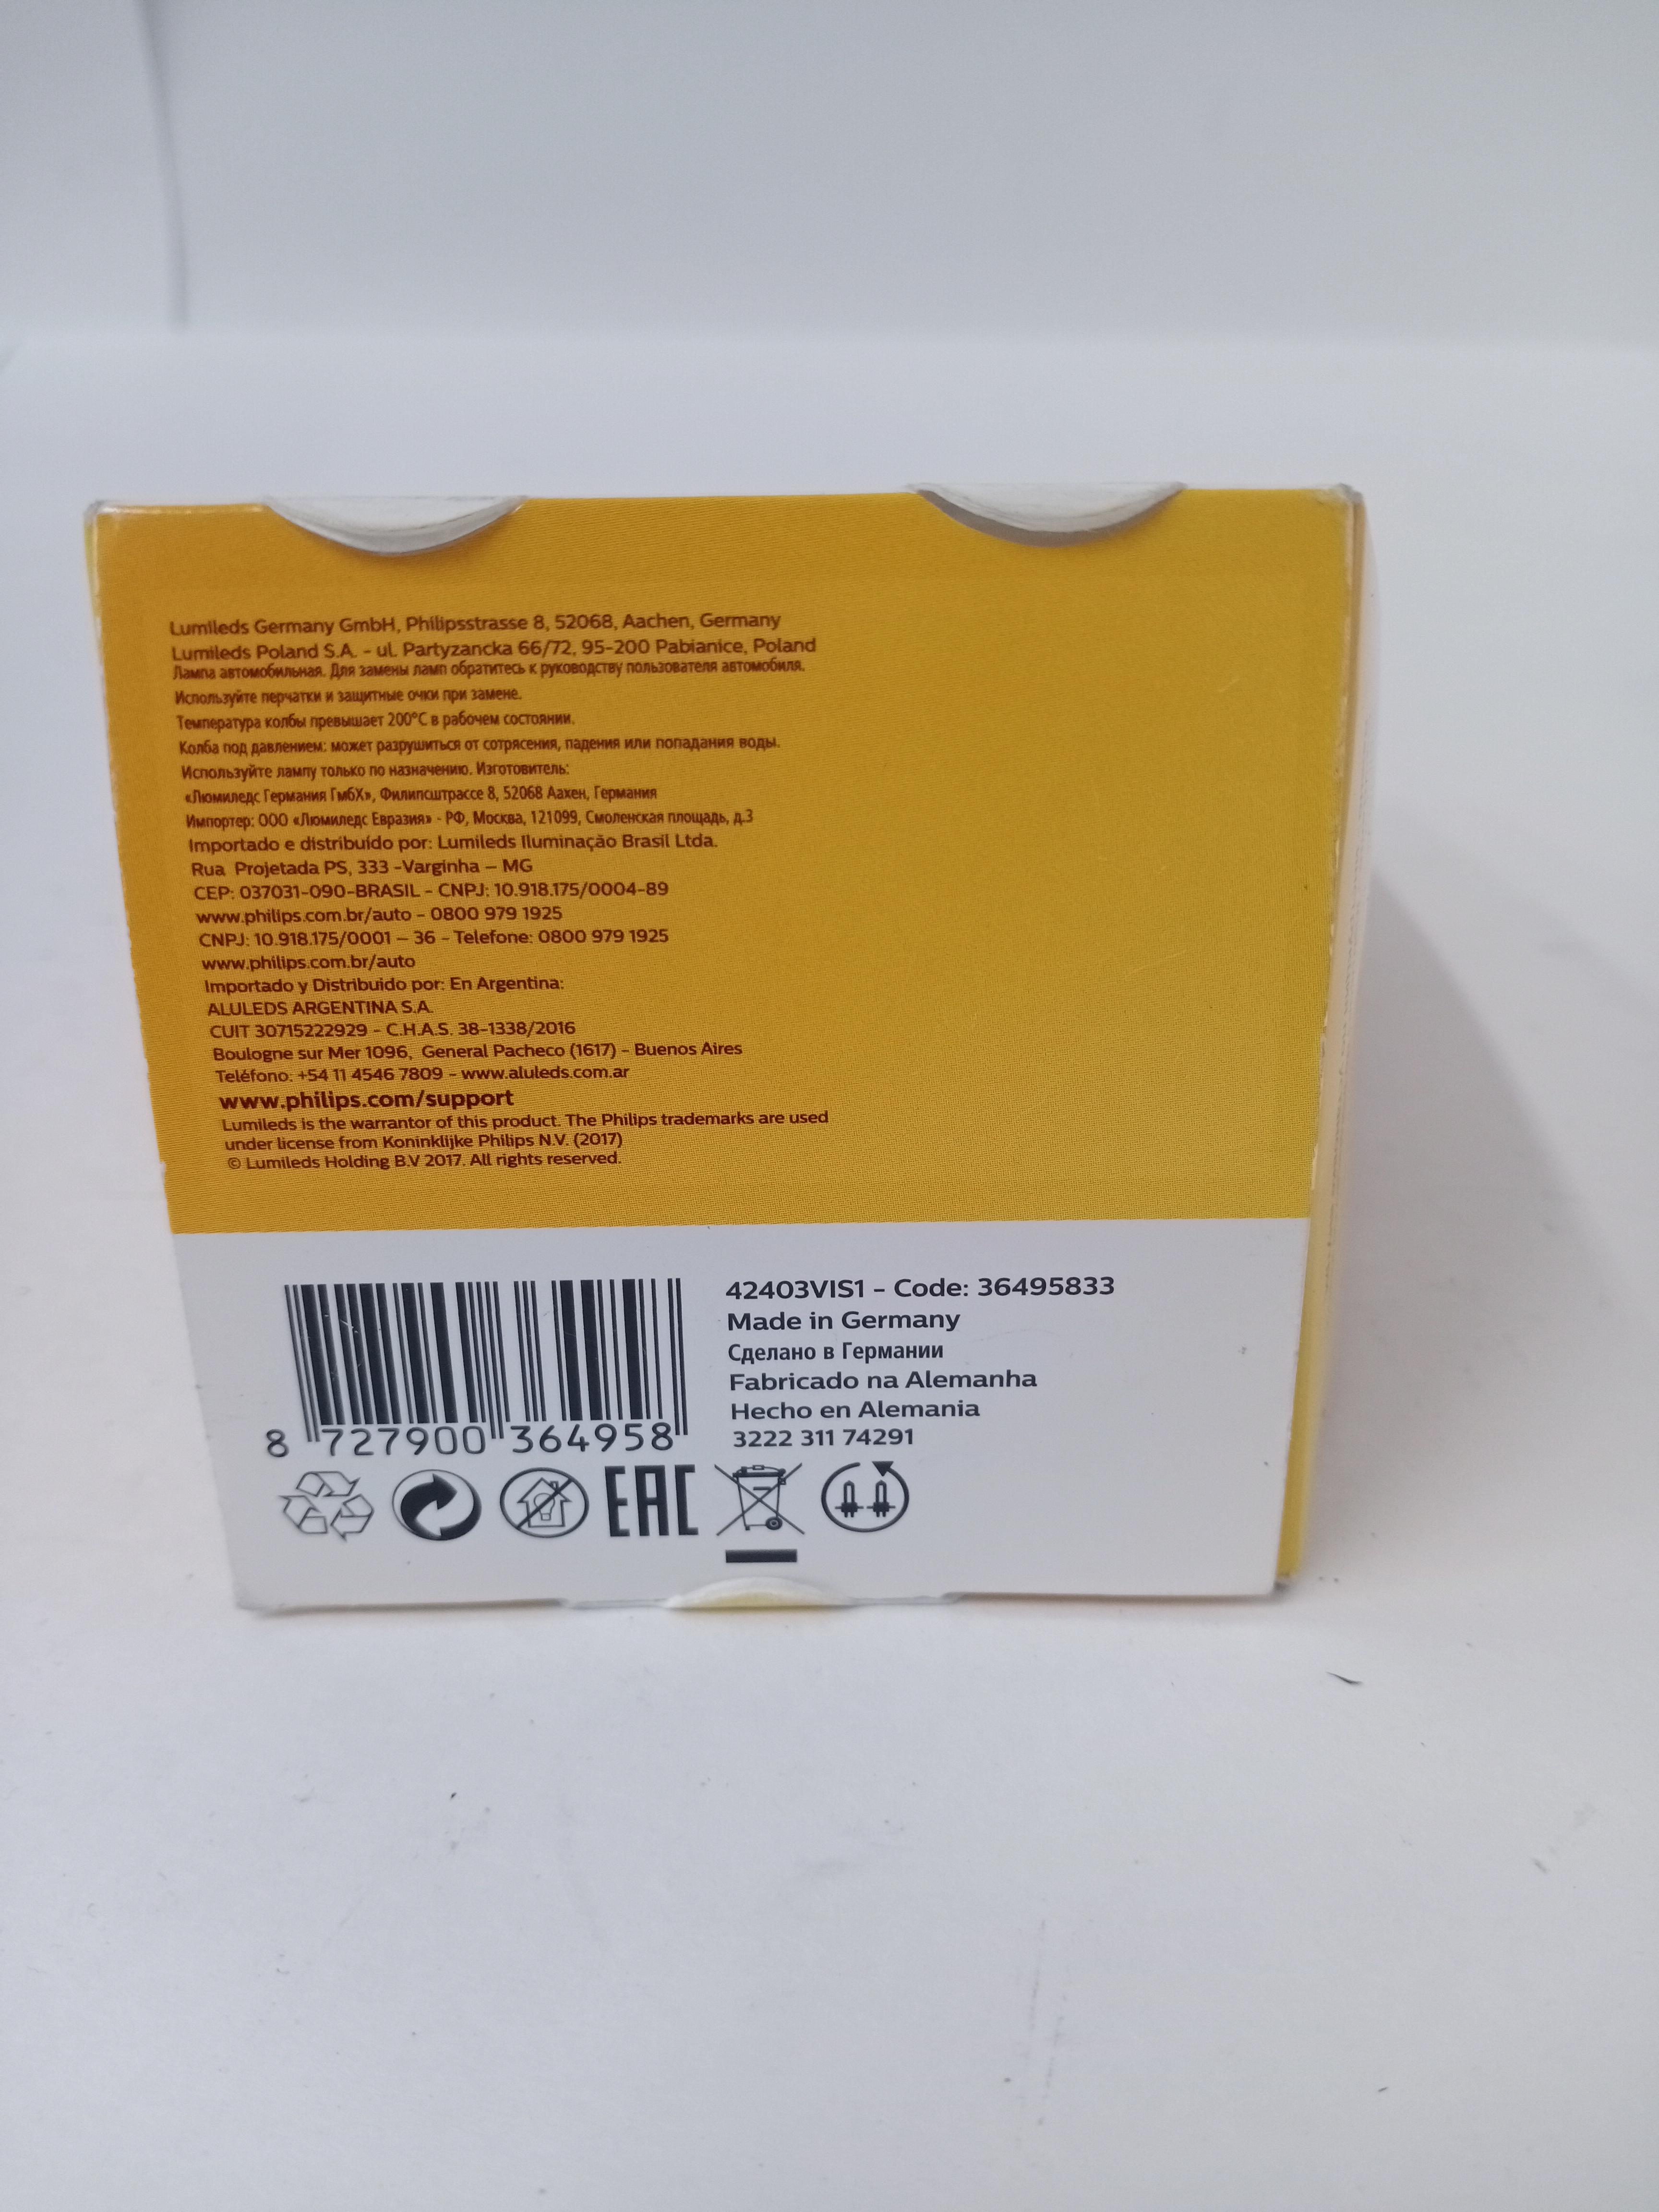 Lumileds Germany GmbH, Philipsstrasse 8, 52068, Aachen, Germany
Lumileds Poland S.A. - ul. Partyzancka 66/72, 95-200 Pabianice, Poland
Лампа автомобильная. Для замены ламп обратитесь к руководству пользователя автомобиля.
Используйте перчатки и защитные очки при замене.
Температура колбы превышает 200°C в рабочем состоянии.
Колба под давлением: может разрушиться от сотрясения, падения или попадания воды.
Используйте лампу только по назначению. Изготовитель:
«Люмиледс Германия ГмбХ», Филипсштрассе 8, 52068 Аахен, Германия
Импортер: ООО «Люмиледс Евразия» - РФ, Москва, 121099, Смоленская площадь, д.3
Importado e distribuído por: Lumileds Iluminação Brasil Ltda.
Rua Projetada PS, 333 -Varginha – MG
CEP: 037031-090-BRASIL - CNPJ: 10.918.175/0004-89
www.philips.com.br/auto - 0800 979 1925
CNPJ: 10.918.175/0001 – 36 - Telefone: 0800 979 1925
www.philips.com.br/auto
Importado y Distribuido por: En Argentina:
ALULEDS ARGENTINA S.A.
CUIT 30715222929 - C.H.A.S. 38-1338/2016
Boulogne sur Mer 1096, General Pacheco (1617) - Buenos Aires
Teléfono: +54 11 4546 7809 - www.aluleds.com.ar
www.philips.com/support
Lumileds is the warrantor of this product. The Philips trademarks are used
under license from Koninklijke Philips N.V. (2017)
© Lumileds Holding B.V 2017. All rights reserved.
42403VIS1 - Code: 36495833
Made in Germany
Сделано в Германии
Fabricado na Alemanha
Hecho en Alemania
3222 311 74291
8 727900 364958
EAC